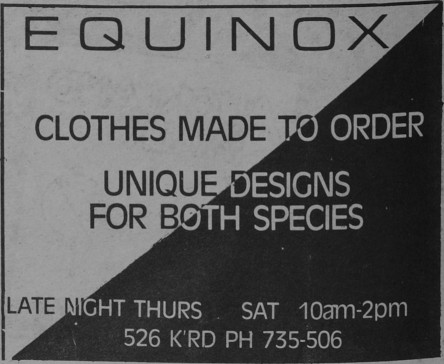 EQUINOX
CLOTHES MADE TO ORDER
UNIQUE DESIGNS
FOR BOTH SPECIES
LATE NIGHT THURS SAT 10am-2pm
526 K'RD PH 735-506